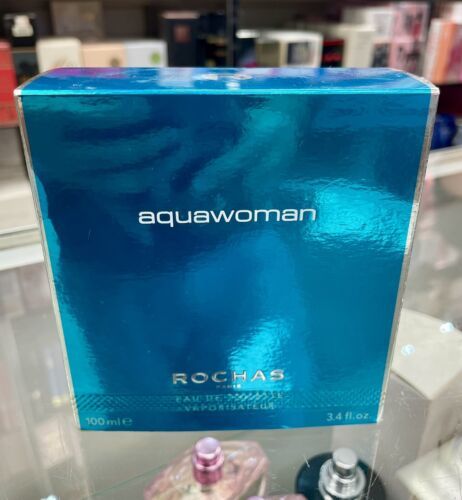 aquawoman
ROCHAS
PARIS
EAU DE TOILETTE
VAPORISATEUR
100 ml e 3.4 fl.oz.